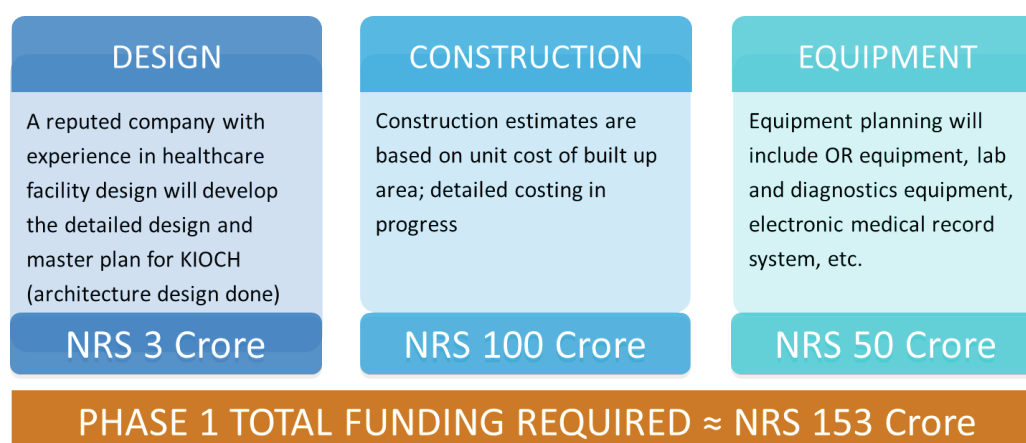 DESIGN
A reputed company with
experience in healthcare
facility design will develop
the detailed design and
master plan for KIOCH
(architecture design done)
NRS 3 Crore
CONSTRUCTION
Construction estimates are
based on unit cost of built up
area; detailed costing in
progress
NRS 100 Crore
EQUIPMENT
Equipment planning will
include OR equipment, lab
and diagnostics equipment,
electronic medical record
system, etc.
NRS 50 Crore
PHASE 1 TOTAL FUNDING REQUIRED ≈ NRS 153 Crore